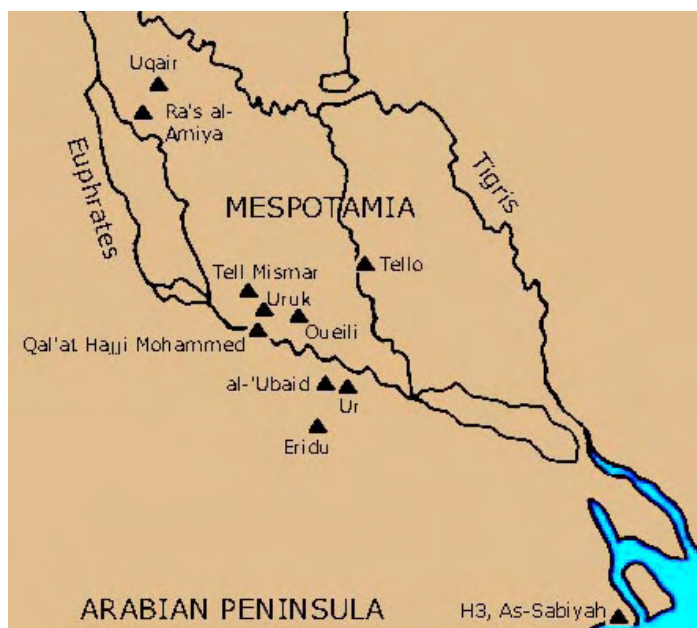 Uqair
Ra's al-
Amiya
Euphrates
Tigris
MESPOTAMIA
Tello
Tell Mismar
Uruk
Oueili
Qal'at Hajji Mohammed
al-'Ubaid
Ur
Eridu
ARABIAN PENINSULA
H3, As-Sabiyah